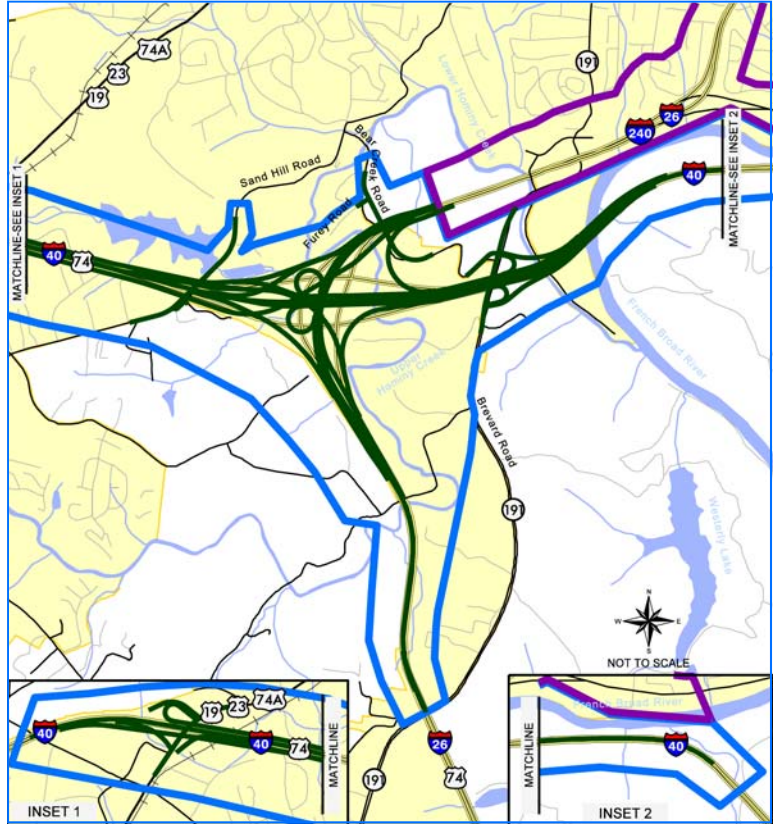 74A
23
19
191
Lower Hominy Creek
26
240
MATCHLINE-SEE INSET 1
MATCHLINE-SEE INSET 2
Bear Creek Road
Sand Hill Road
40
Furey Road
40
74
Upper
Hominy Creek
French Broad River
Brevard Road
191
Westerly Lake
N
W
E
S
NOT TO SCALE
19
23
74A
40
40
74
MATCHLINE
INSET 1
191
26
74
French Broad River
MATCHLINE
40
INSET 2